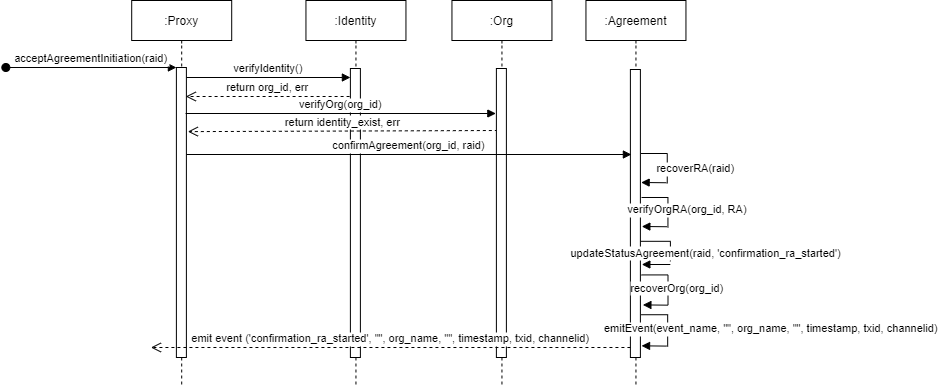 :Proxy
:Identity
:Org
:Agreement
acceptAgreementInitiation(raid)
verifyIdentity()
return org_id, err
verifyOrg(org_id)
return identity_exist, err
confirmAgreement(org_id, raid)
recoverRA(raid)
verifyOrgRA(org_id, RA)
updateStatusAgreement(raid, 'confirmation_ra_started')
recoverOrg(org_id)
emitEvent(event_name, "", org_name, "", timestamp, txid, channelid)
emit event ('confirmation_ra_started', "", org_name, "", timestamp, txid, channelid)